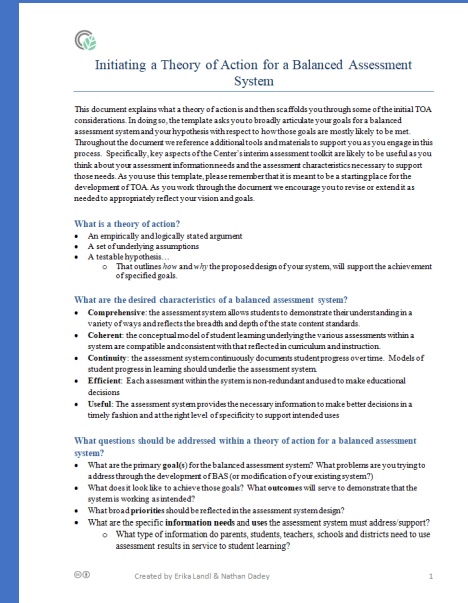 Initiating a Theory of Action for a Balanced Assessment
System
This document explains what a theory of action is and then scaffolds you through some of the initial TOA
considerations. In doing so, the template asks you to broadly articulate your goals for a balanced
assessment system and your hypothesis with respect to how those goals are mostly likely to be met.
Throughout the document we reference additional tools and materials to support you as you engage in this
process.  Specifically, key aspects of the Center's interim assessment toolkit are likely to be useful as you
think about your assessment information needs and the assessment characteristics necessary to support
those needs. As you use this template, please remember that it is meant to be a starting place for the
development of TOA. As you work through the document we encourage you to revise or extend it as
needed to appropriately reflect your vision and goals.
What is a theory of action?
• An empirically and logically stated argument
• A set of underlying assumptions
• A testable hypothesis…
o That outlines how and why the proposed design of your system, will support the achievement
of specified goals.
What are the desired characteristics of a balanced assessment system?
• Comprehensive: the assessment system allows students to demonstrate their understanding in a
variety of ways and reflects the breadth and depth of the state content standards.
• Coherent: the conceptual model of student learning underlying the various assessments within a
system are compatible and consistent with that reflected in curriculum and instruction.
• Continuity: the assessment system continuously documents student progress over time.  Models of
student progress in learning should underlie the assessment system.
• Efficient:  Each assessment within the system is non-redundant and used to make educational
decisions
• Useful: The assessment system provides the necessary information to make better decisions in a
timely fashion and at the right level of specificity to support intended uses
What questions should be addressed within a theory of action for a balanced assessment
system?
• What are the primary goal(s) for the balanced assessment system?  What problems are you trying to
address through the development of BAS (or modification of your existing system?)
• What does it look like to achieve those goals?  What outcomes will serve to demonstrate that the
system is working as intended?
• What broad priorities should be reflected in the assessment system design?
• What are the specific information needs and uses the assessment system must address/support?
o What type of information do parents, students, teachers, schools and districts need to use
assessment results in service to student learning?
Created by Erika Landl & Nathan Dadey 1